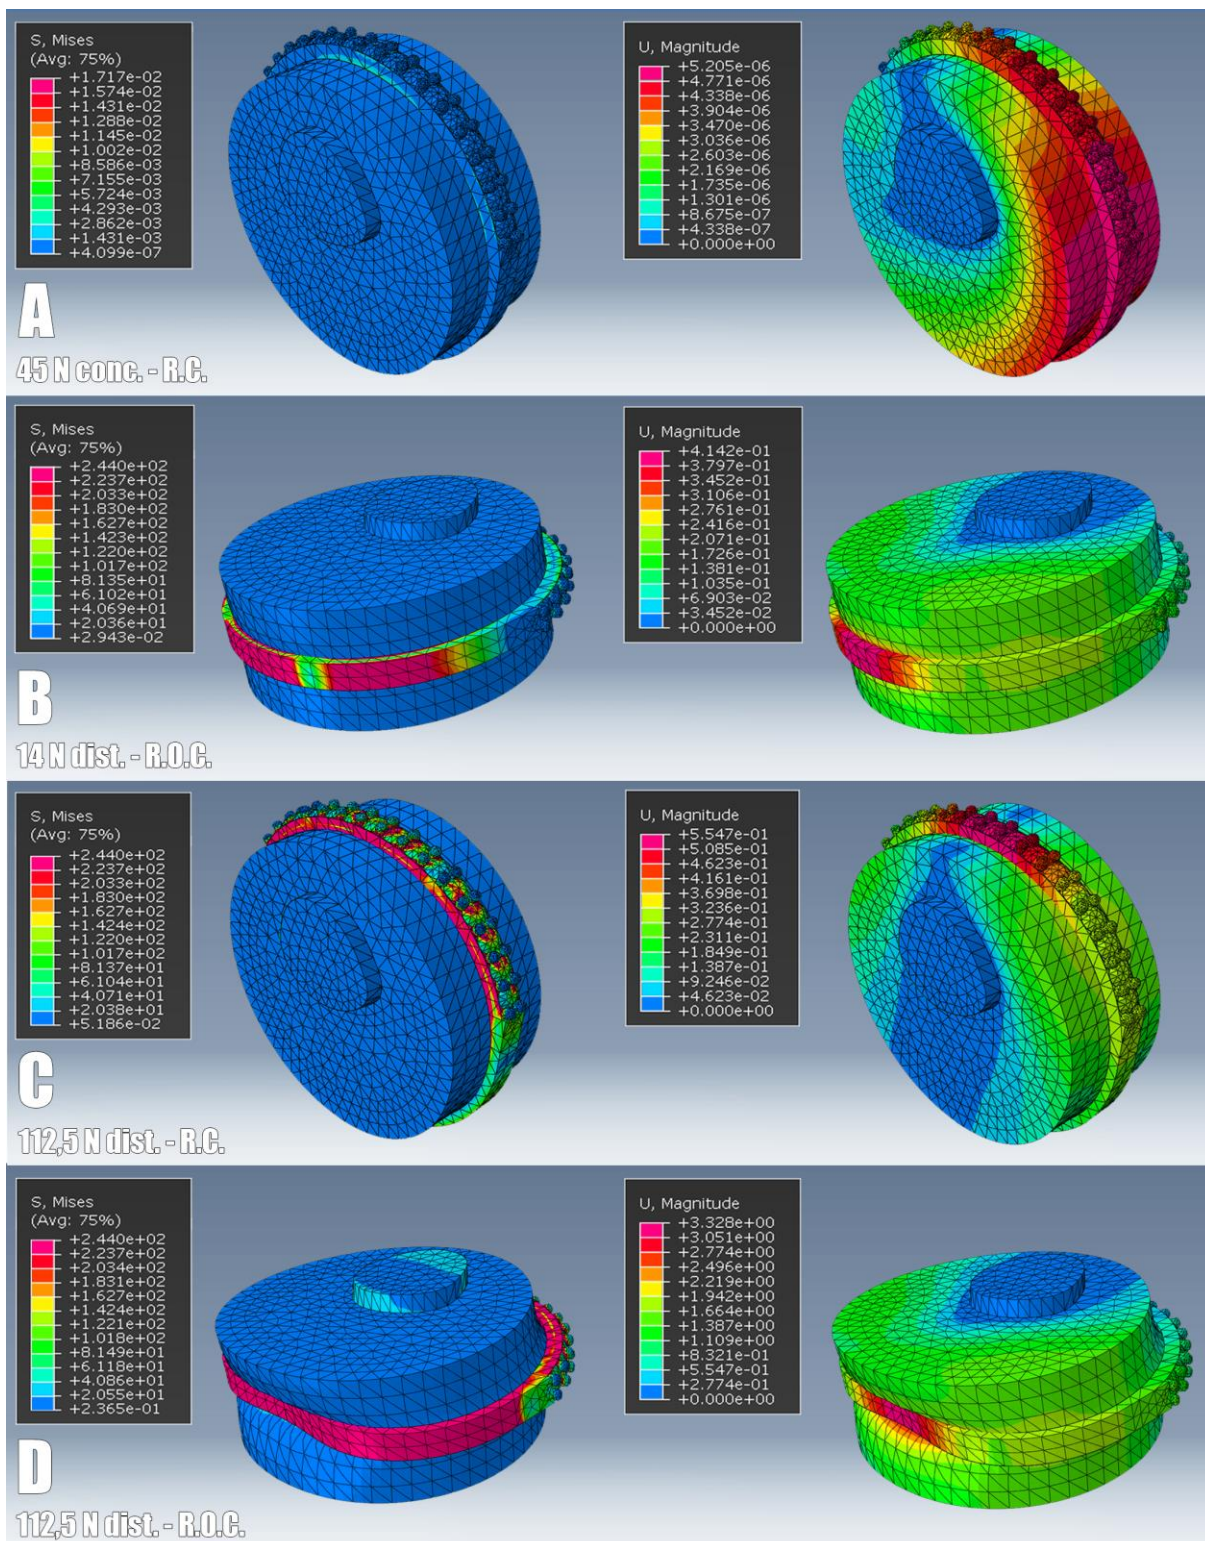 S, Mises
(Avg: 75%)
+1.717e-02
+1.574e-02
+1.431e-02
+1.288e-02
+1.145e-02
+1.002e-02
+8.586e-03
+7.155e-03
+5.724e-03
+4.293e-03
+2.862e-03
+1.431e-03
+4.099e-07
U, Magnitude
+5.205e-06
+4.771e-06
+4.338e-06
+3.904e-06
+3.470e-06
+3.036e-06
+2.603e-06
+2.169e-06
+1.735e-06
+1.301e-06
+8.675e-07
+4.338e-07
+0.000e+00
A
45 N conc. - R.C.
S, Mises
(Avg: 75%)
+2.440e+02
+2.237e+02
+2.033e+02
+1.830e+02
+1.627e+02
+1.423e+02
+1.220e+02
+1.017e+02
+8.135e+01
+6.102e+01
+4.069e+01
+2.036e+01
+2.943e-02
U, Magnitude
+4.142e-01
+3.797e-01
+3.452e-01
+3.106e-01
+2.761e-01
+2.416e-01
+2.071e-01
+1.726e-01
+1.381e-01
+1.035e-01
+6.903e-02
+3.452e-02
+0.000e+00
B
14 N dist. - R.O.C.
S, Mises
(Avg: 75%)
+2.440e+02
+2.237e+02
+2.033e+02
+1.830e+02
+1.627e+02
+1.424e+02
+1.220e+02
+1.017e+02
+8.137e+01
+6.104e+01
+4.071e+01
+2.038e+01
+5.186e-02
U, Magnitude
+5.547e-01
+5.085e-01
+4.623e-01
+4.161e-01
+3.698e-01
+3.236e-01
+2.774e-01
+2.311e-01
+1.849e-01
+1.387e-01
+9.246e-02
+4.623e-02
+0.000e+00
C
112,5 N dist. - R.C.
S, Mises
(Avg: 75%)
+2.440e+02
+2.237e+02
+2.034e+02
+1.831e+02
+1.627e+02
+1.424e+02
+1.221e+02
+1.018e+02
+8.149e+01
+6.118e+01
+4.086e+01
+2.055e+01
+2.365e-01
U, Magnitude
+3.328e+00
+3.051e+00
+2.774e+00
+2.496e+00
+2.219e+00
+1.942e+00
+1.664e+00
+1.387e+00
+1.109e+00
+8.321e-01
+5.547e-01
+2.774e-01
+0.000e+00
D
112,5 N dist. - R.O.C.